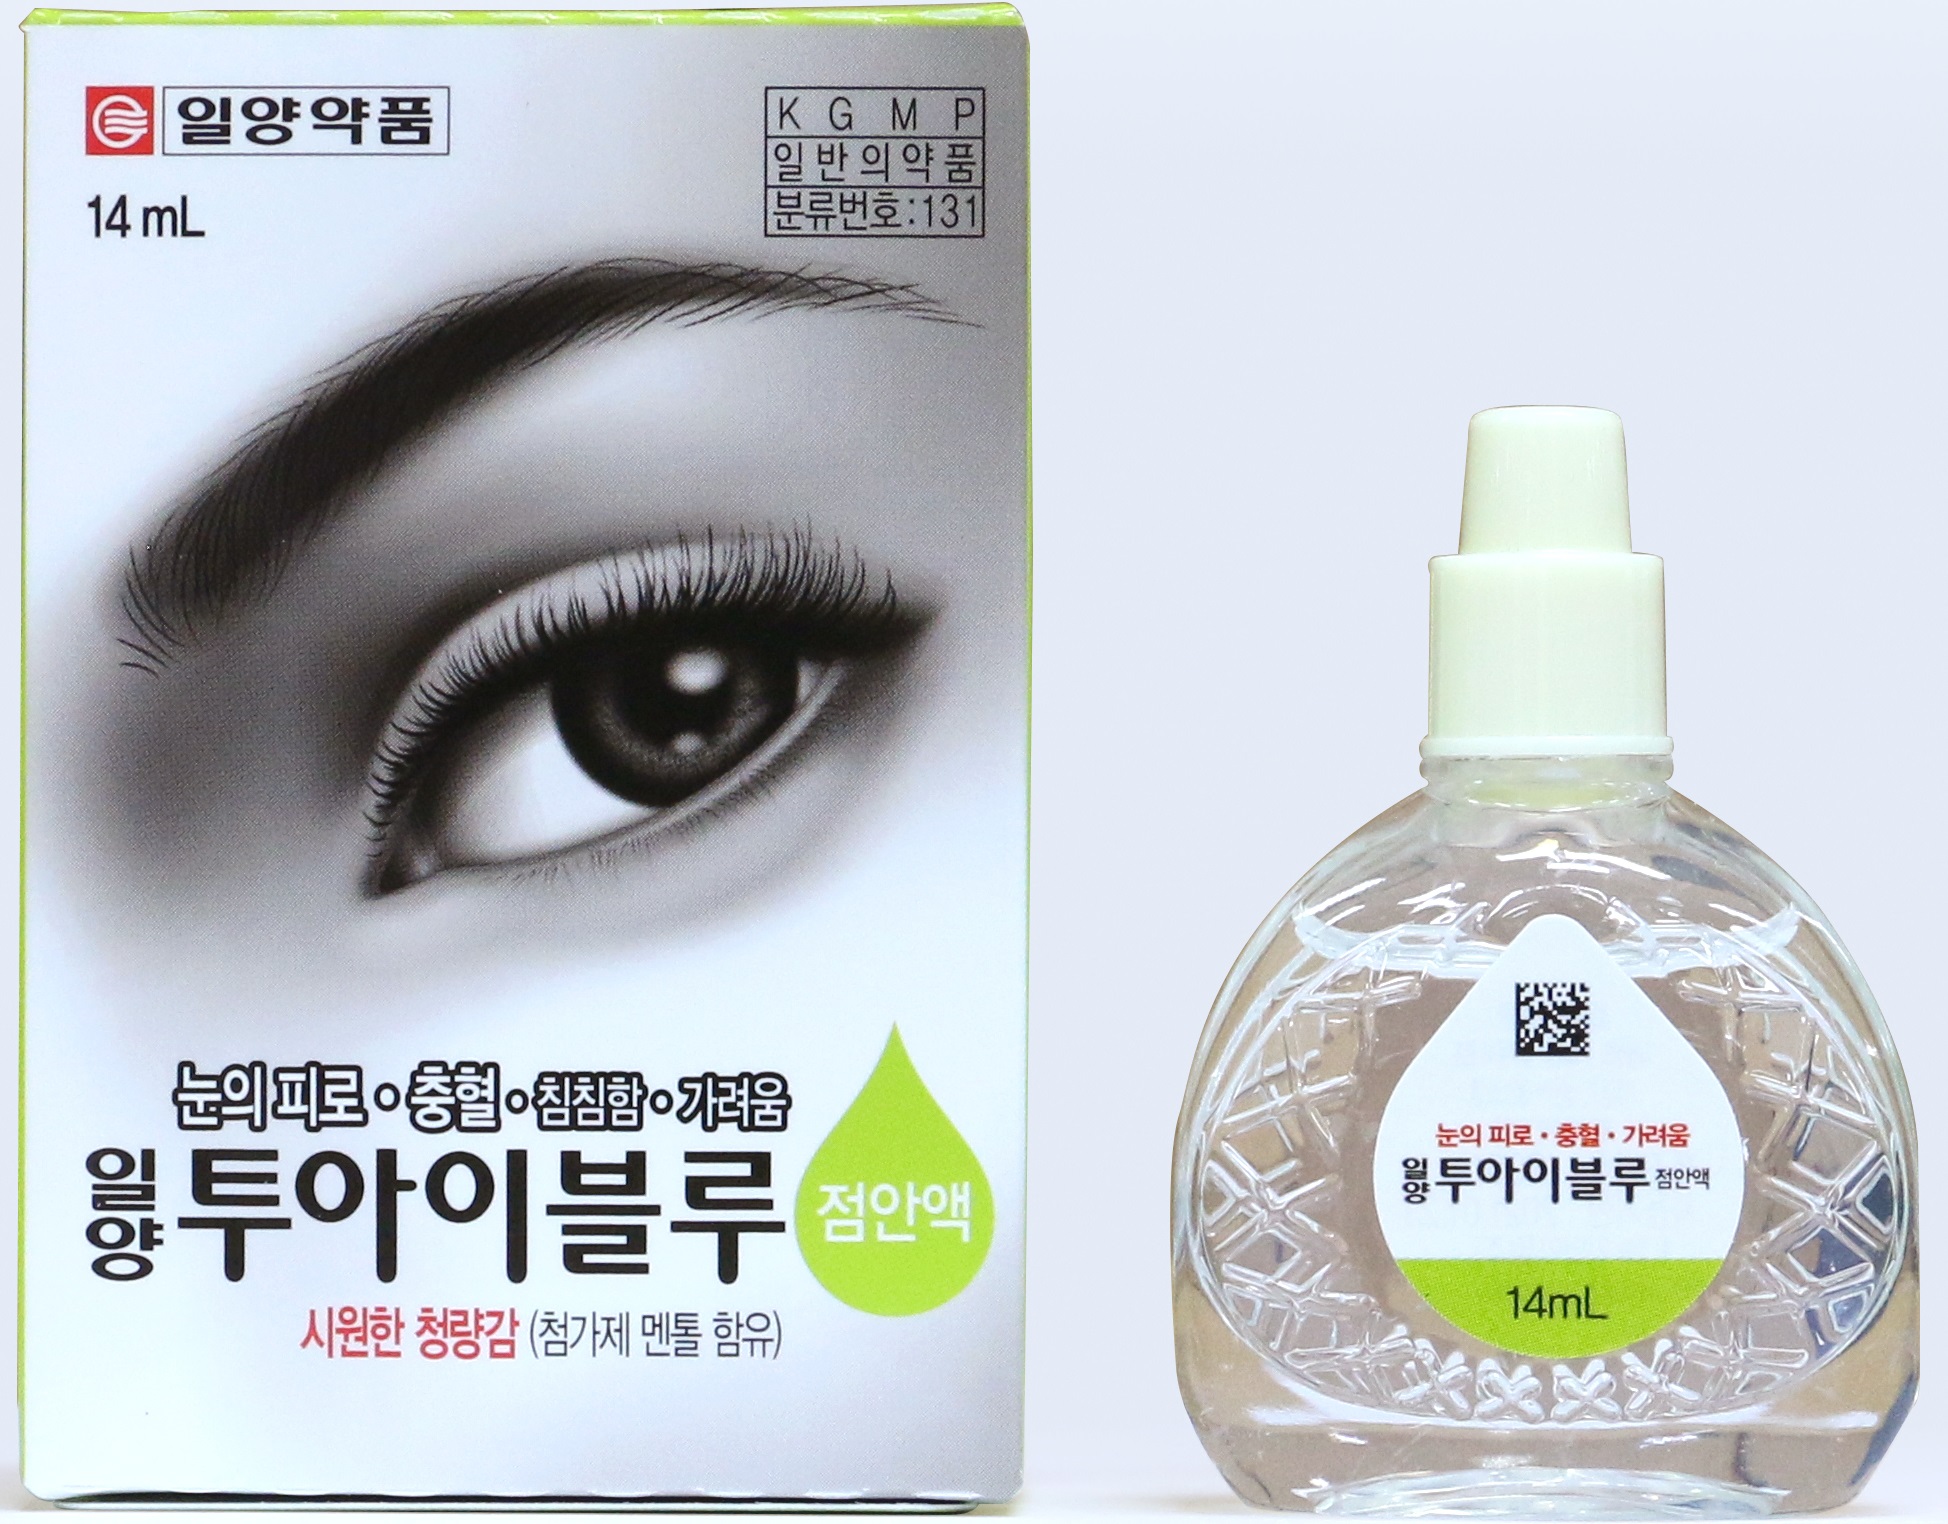 일양약품
14 mL
KGMP
일반의약품
분류번호:131
눈의 피로•충혈•침침함•가려움
일양 투아이블루 점안액
시원한 청량감 (첨가제 멘톨 함유)
눈의 피로•충혈•가려움
일양 투아이블루 점안액
14mL